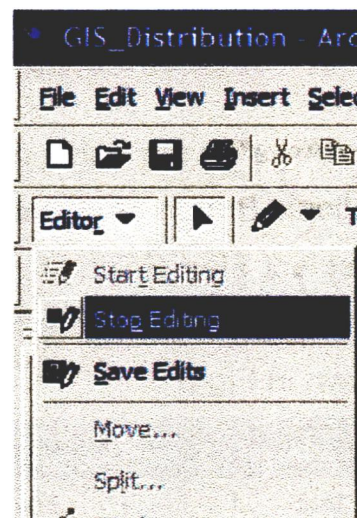 GIS_Distribution - Arc
File Edit View Insert Selec
Editor
Start Editing
Stop Editing
Save Edits
Move...
Split...